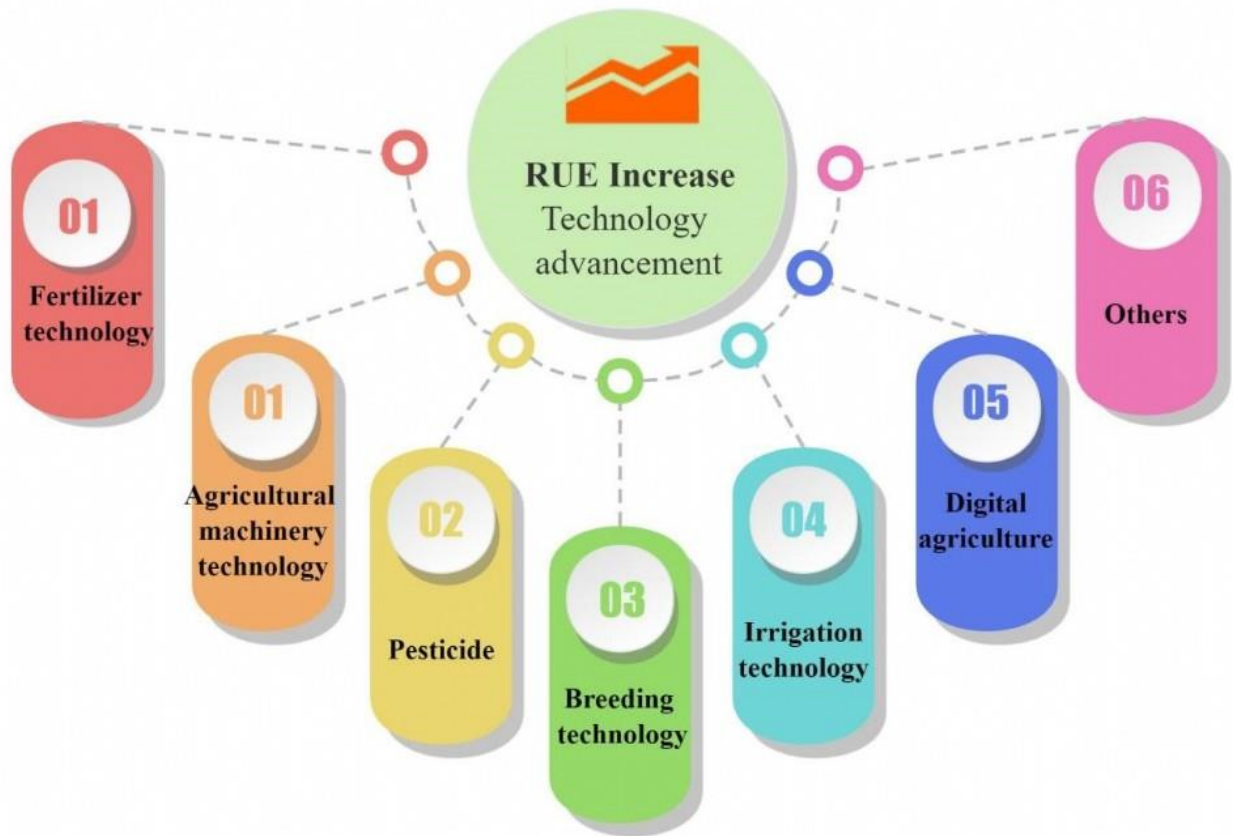 RUE Increase
Technology
advancement
01
Fertilizer
technology
01
Agricultural
machinery
technology
02
Pesticide
03
Breeding
technology
04
Irrigation
technology
05
Digital
agriculture
06
Others